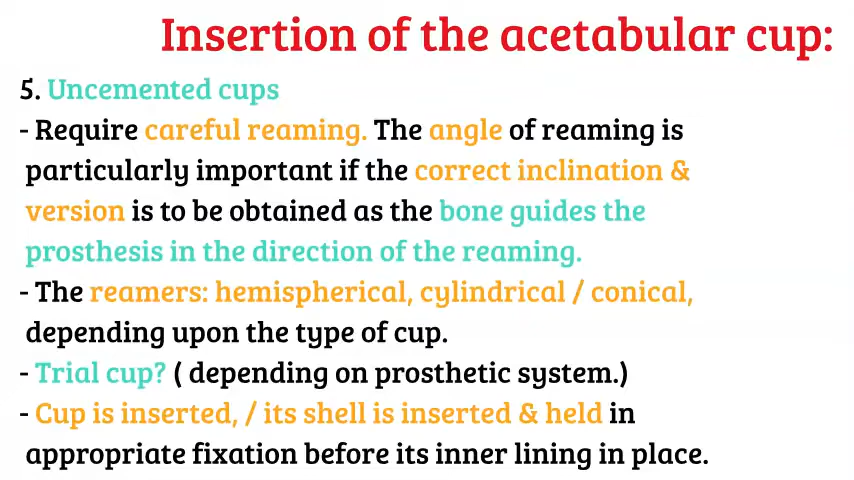 Insertion of the acetabular cup:
5. Uncemented cups
- Require careful reaming. The angle of reaming is
particularly important if the correct inclination &
version is to be obtained as the bone guides the
prosthesis in the direction of the reaming.
- The reamers: hemispherical, cylindrical / conical,
depending upon the type of cup.
- Trial cup? ( depending on prosthetic system.)
- Cup is inserted, / its shell is inserted & held in
appropriate fixation before its inner lining in place.